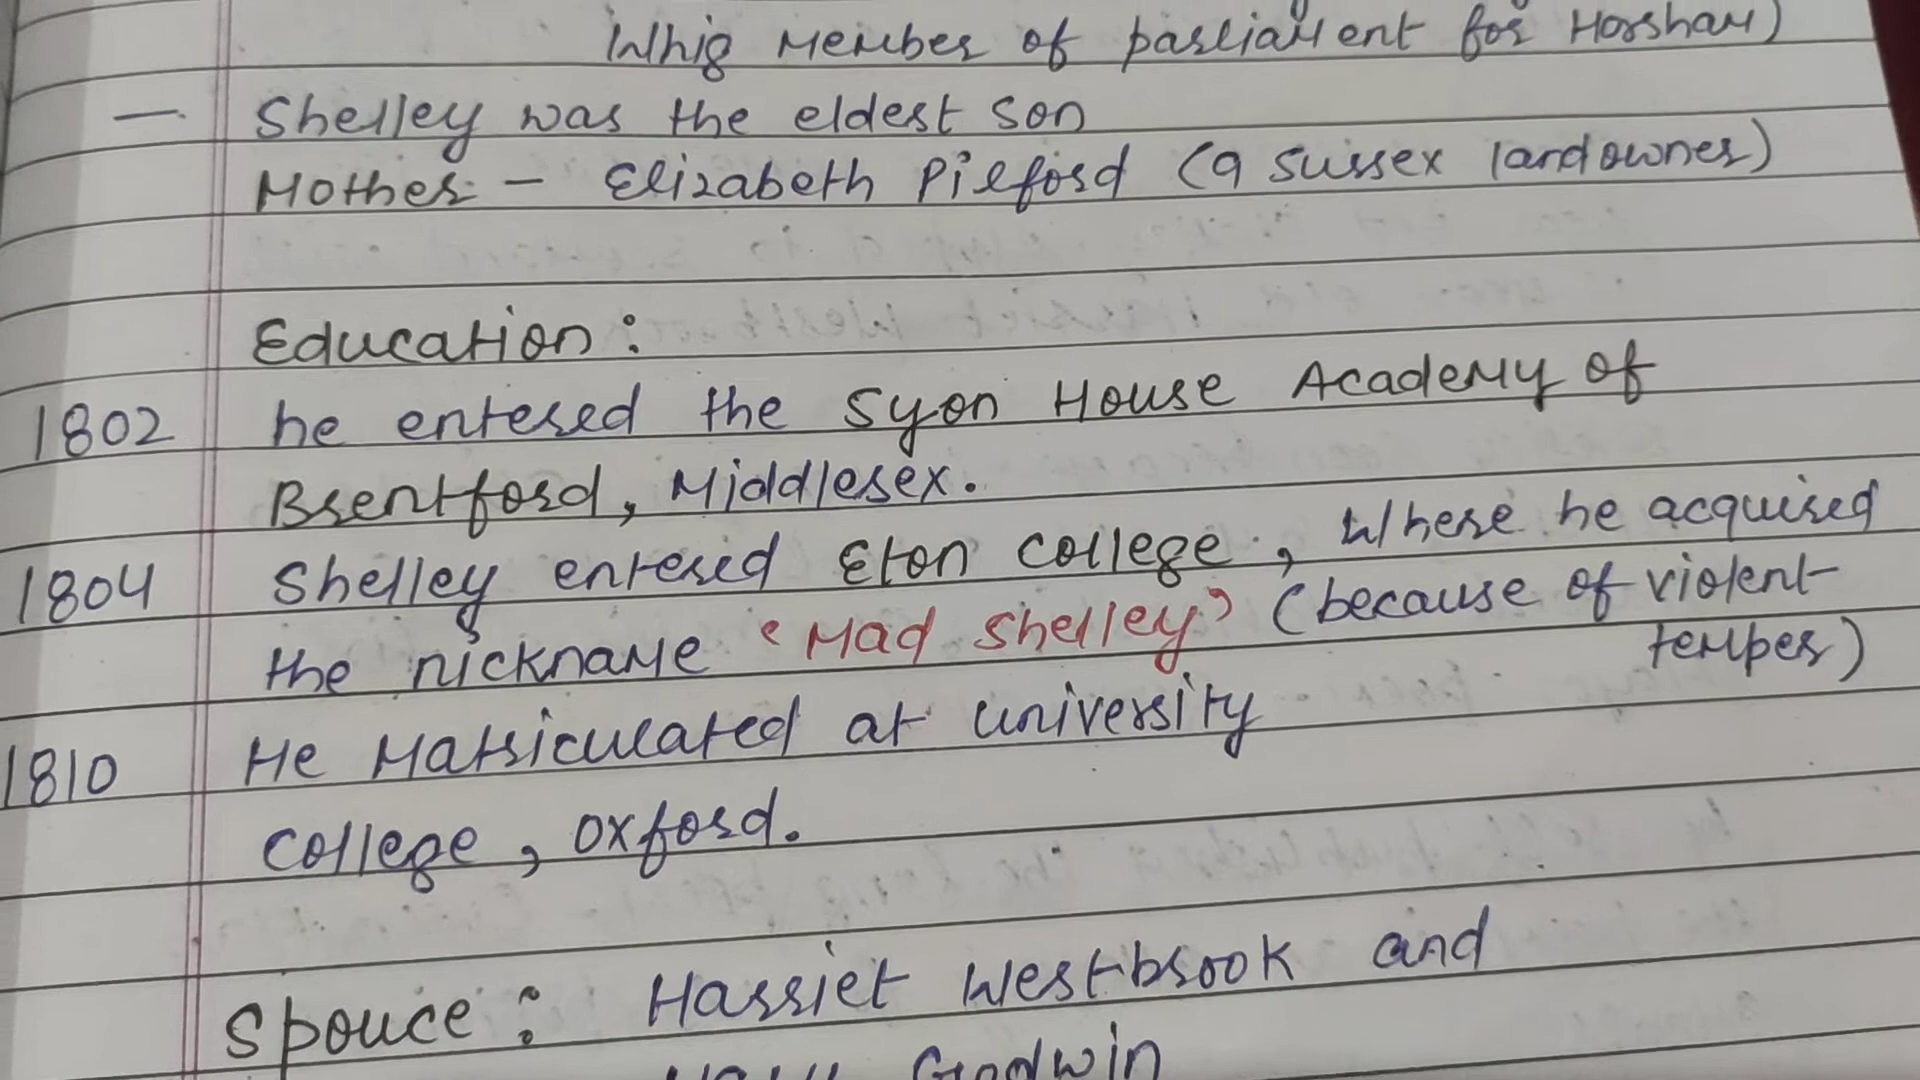 Whig Member of parliament for Horsham)
— Shelley was the eldest son
Mother - Elizabeth Pilford (a Sussex landowner)
Education :
1802 he entered the Syon House Academy of
Brentford, Middlesex.
1804 Shelley entered Eton college, Where he acquired
the nickname 'Mad Shelley' (because of violent
temper)
1810 He Matriculated at university
college, oxford.
Spouce : Harriet Westbrook and
Mary Goodwin